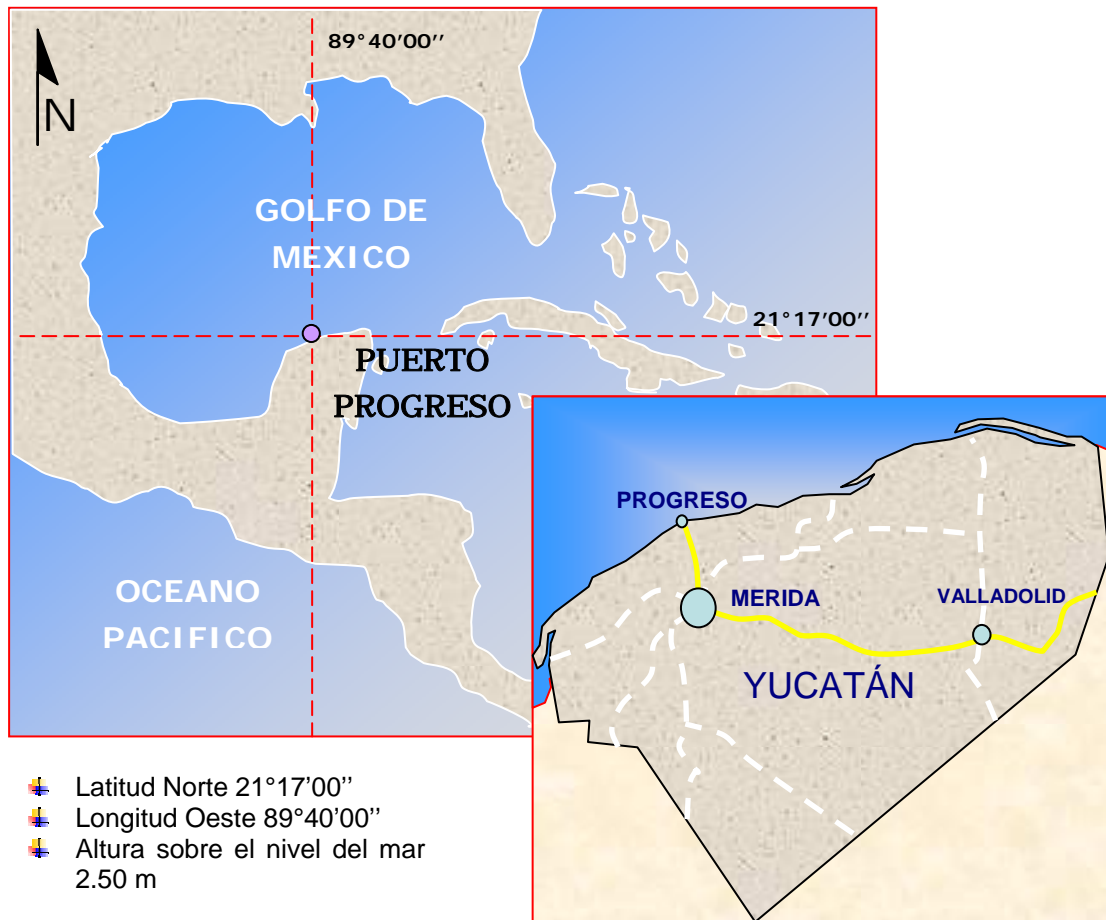 89°40'00''
N
GOLFO DE
MEXICO
21°17'00''
PUERTO
PROGRESO
OCEANO
PACIFICO
PROGRESO
MERIDA
VALLADOLID
YUCATÁN
Latitud Norte 21°17'00''
Longitud Oeste 89°40'00''
Altura sobre el nivel del mar
2.50 m